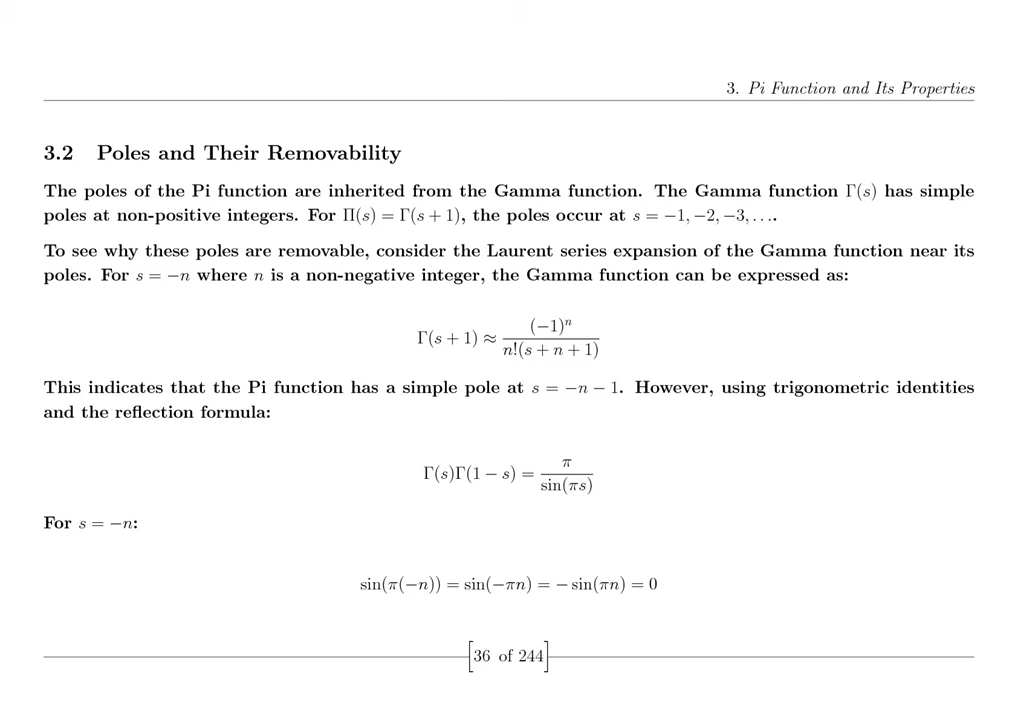 3. Pi Function and Its Properties
3.2 Poles and Their Removability
The poles of the Pi function are inherited from the Gamma function. The Gamma function Γ(s) has simple
poles at non-positive integers. For Π(s) = Γ(s + 1), the poles occur at s = −1, −2, −3, . . ..
To see why these poles are removable, consider the Laurent series expansion of the Gamma function near its
poles. For s = −n where n is a non-negative integer, the Gamma function can be expressed as:
Γ(s + 1) ≈ (−1)^n / n!(s + n + 1)
This indicates that the Pi function has a simple pole at s = −n − 1. However, using trigonometric identities
and the reflection formula:
Γ(s)Γ(1 − s) = π / sin(πs)
For s = −n:
sin(π(−n)) = sin(−πn) = − sin(πn) = 0
[36 of 244]